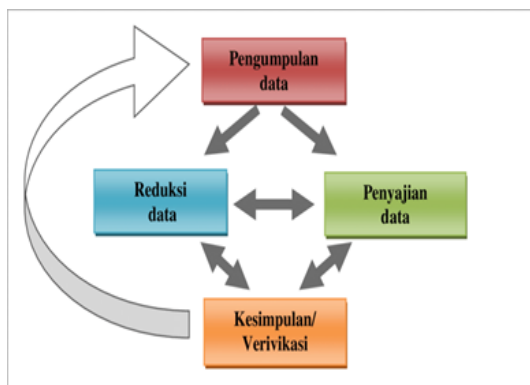 Pengumpulan
data
Reduksi
data
Penyajian
data
Kesimpulan/
Verivikasi